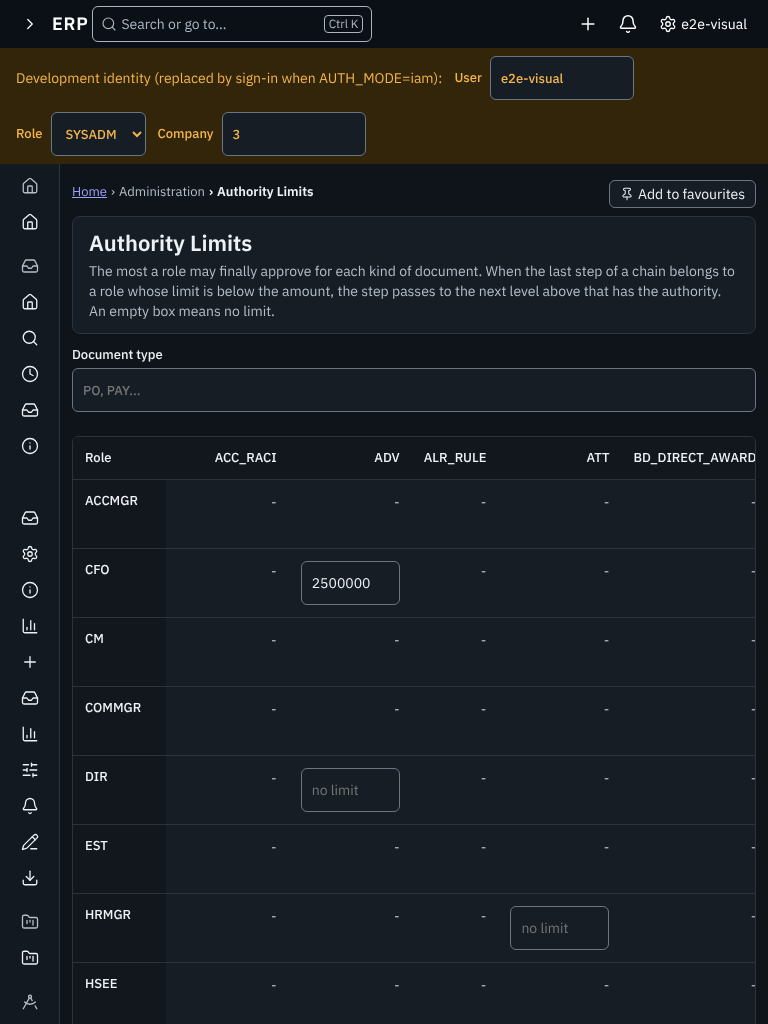 ERP Search or go to... Ctrl K e2e-visual
Development identity (replaced by sign-in when AUTH_MODE=iam): User e2e-visual
Role SYSADM Company 3
Home › Administration › Authority Limits Add to favourites
Authority Limits
The most a role may finally approve for each kind of document. When the last step of a chain belongs to
a role whose limit is below the amount, the step passes to the next level above that has the authority.
An empty box means no limit.
Document type
PO, PAY...
Role ACC_RACI ADV ALR_RULE ATT BD_DIRECT_AWARD
ACCMGR - - - - -
CFO - 2500000 - - -
CM - - - - -
COMMGR - - - - -
DIR - no limit - - -
EST - - - - -
HRMGR - - - no limit -
HSEE - - - - -